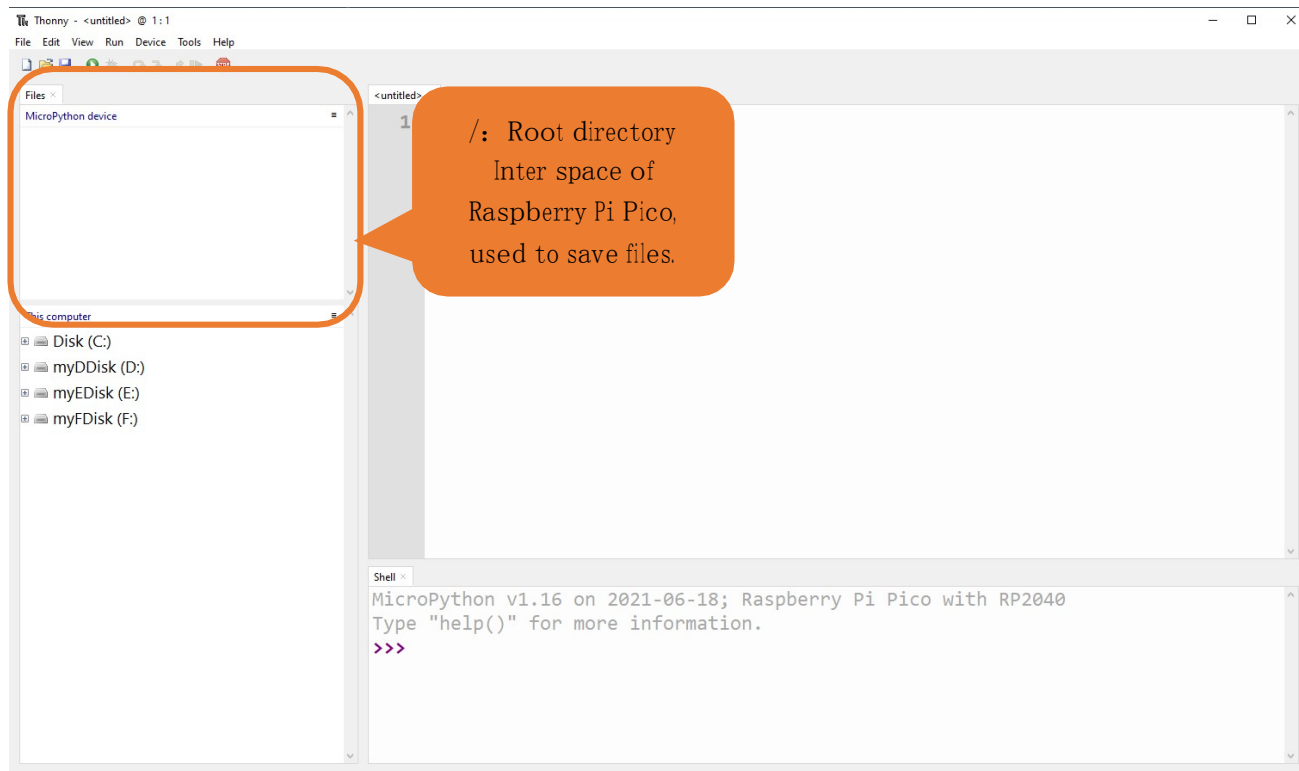 Thonny - <untitled> @ 1:1
File Edit View Run Device Tools Help
Files
MicroPython device
/: Root directory
Inter space of
Raspberry Pi Pico,
used to save files.
This computer
Disk (C:)
myDDisk (D:)
myEDisk (E:)
myFDisk (F:)
<untitled>
1
Shell
MicroPython v1.16 on 2021-06-18; Raspberry Pi Pico with RP2040
Type "help()" for more information.
>>>